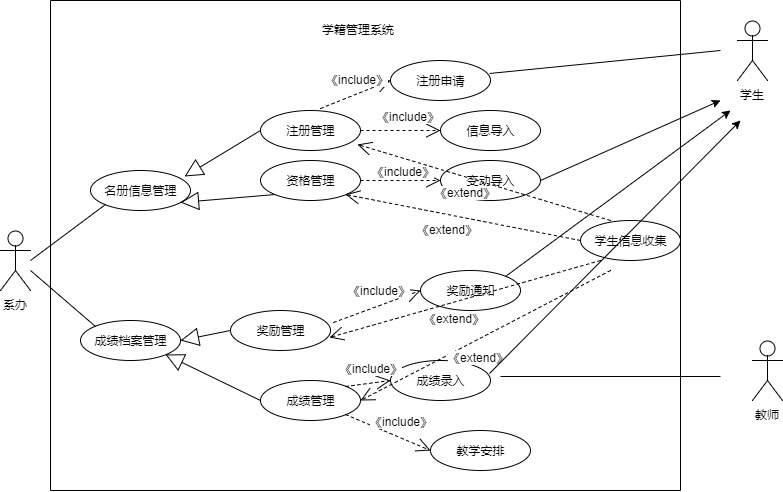 学籍管理系统
学生
《include》
注册申请
《include》
注册管理
信息导入
《include》
资格管理
变动导入
名册信息管理
《extend》
《extend》
学生信息收集
系办
《include》
奖励通知
《extend》
奖励管理
成绩档案管理
《extend》
《include》
成绩录入
成绩管理
教师
《include》
教学安排